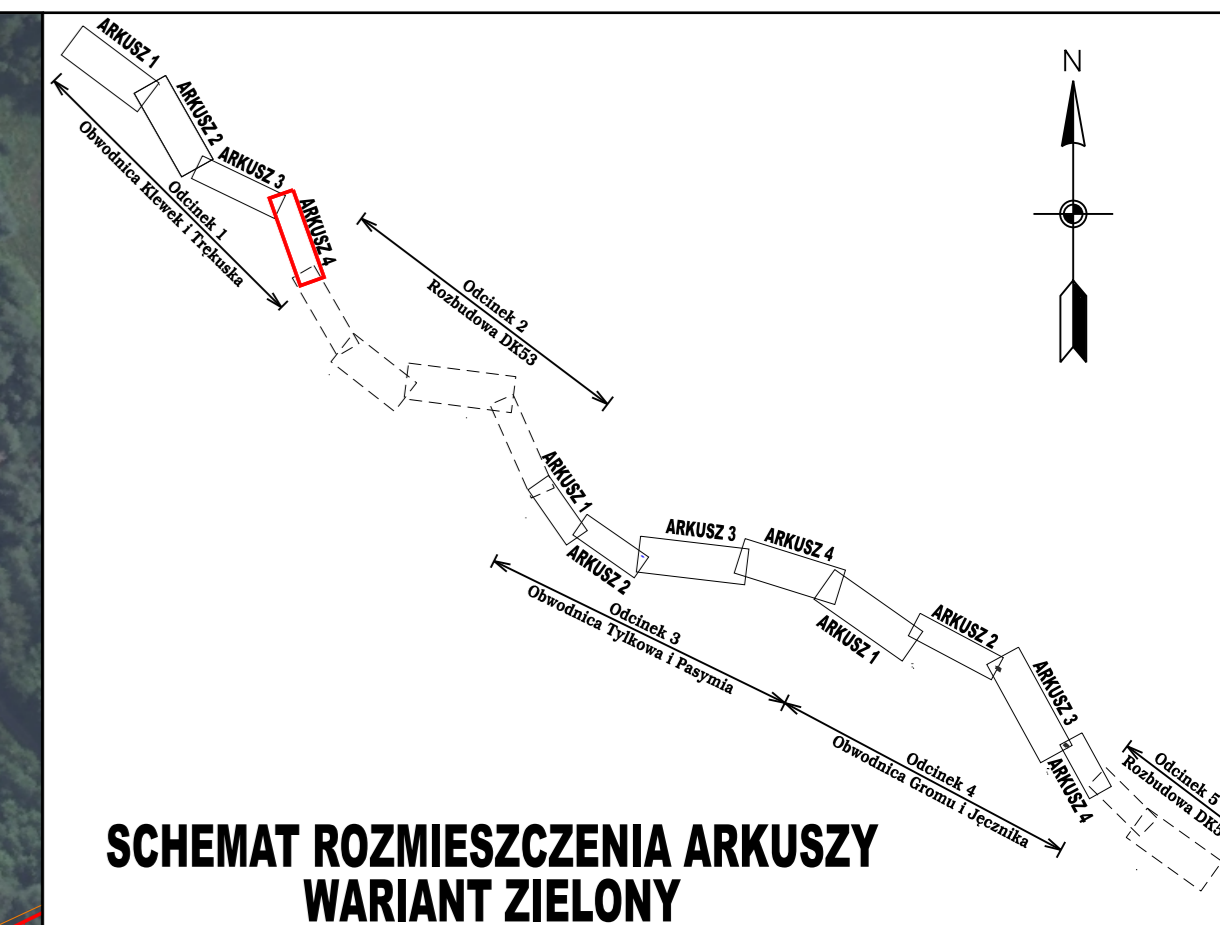 ARKUSZ 1
ARKUSZ 2
ARKUSZ 3
ARKUSZ 4
Odcinek 1
Obwodnica Klewek i Trękuska
N
Odcinek 2
Rozbudowa DK53
ARKUSZ 1
ARKUSZ 2
ARKUSZ 3
ARKUSZ 4
Odcinek 3
Obwodnica Tylkowa i Pasymia
ARKUSZ 1
ARKUSZ 2
ARKUSZ 3
ARKUSZ 4
Odcinek 4
Obwodnica Gromu i Jęcznika
Odcinek 5
Rozbudowa DK5
SCHEMAT ROZMIESZCZENIA ARKUSZY
WARIANT ZIELONY